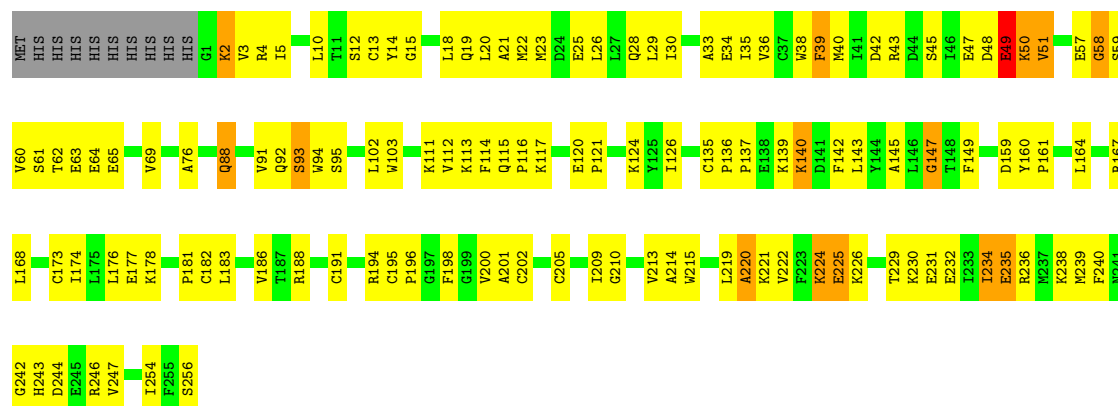 MET HIS HIS HIS HIS HIS HIS HIS HIS HIS G1 K2 V3 R4 I5 L10 T11 S12 C13 Y14 G15 L18 Q19 L20 A21 M22 M23 D24 E25 L26 L27 Q28 L29 I30 A33 E34 I35 V36 C37 W38 F39 M40 I41 D42 R43 D44 S45 I46 E47 D48 E49 K50 V51 E57 G58 S59
V60 S61 T62 E63 E64 E65 V69 A76 Q88 V91 Q92 S93 W94 S95 L102 W103 K111 V112 K113 F114 Q115 P116 K117 E120 P121 K124 Y125 I126 C135 P136 P137 E138 K139 K140 D141 F142 L143 Y144 A145 L146 G147 T148 F149 D159 Y160 P161 L164
L168 C173 I174 L175 L176 E177 K178 P181 C182 L183 V186 T187 R188 C191 R194 C195 P196 G197 F198 G199 V200 A201 C202 C205 I209 G210 V213 A214 W215 L219 A220 K221 V222 F223 K224 E225 K226 T229 K230 E231 E232 I233 I234 E235 R236 M237 K238 M239 F240
G242 H243 D244 E245 R246 V247 I254 F255 S256